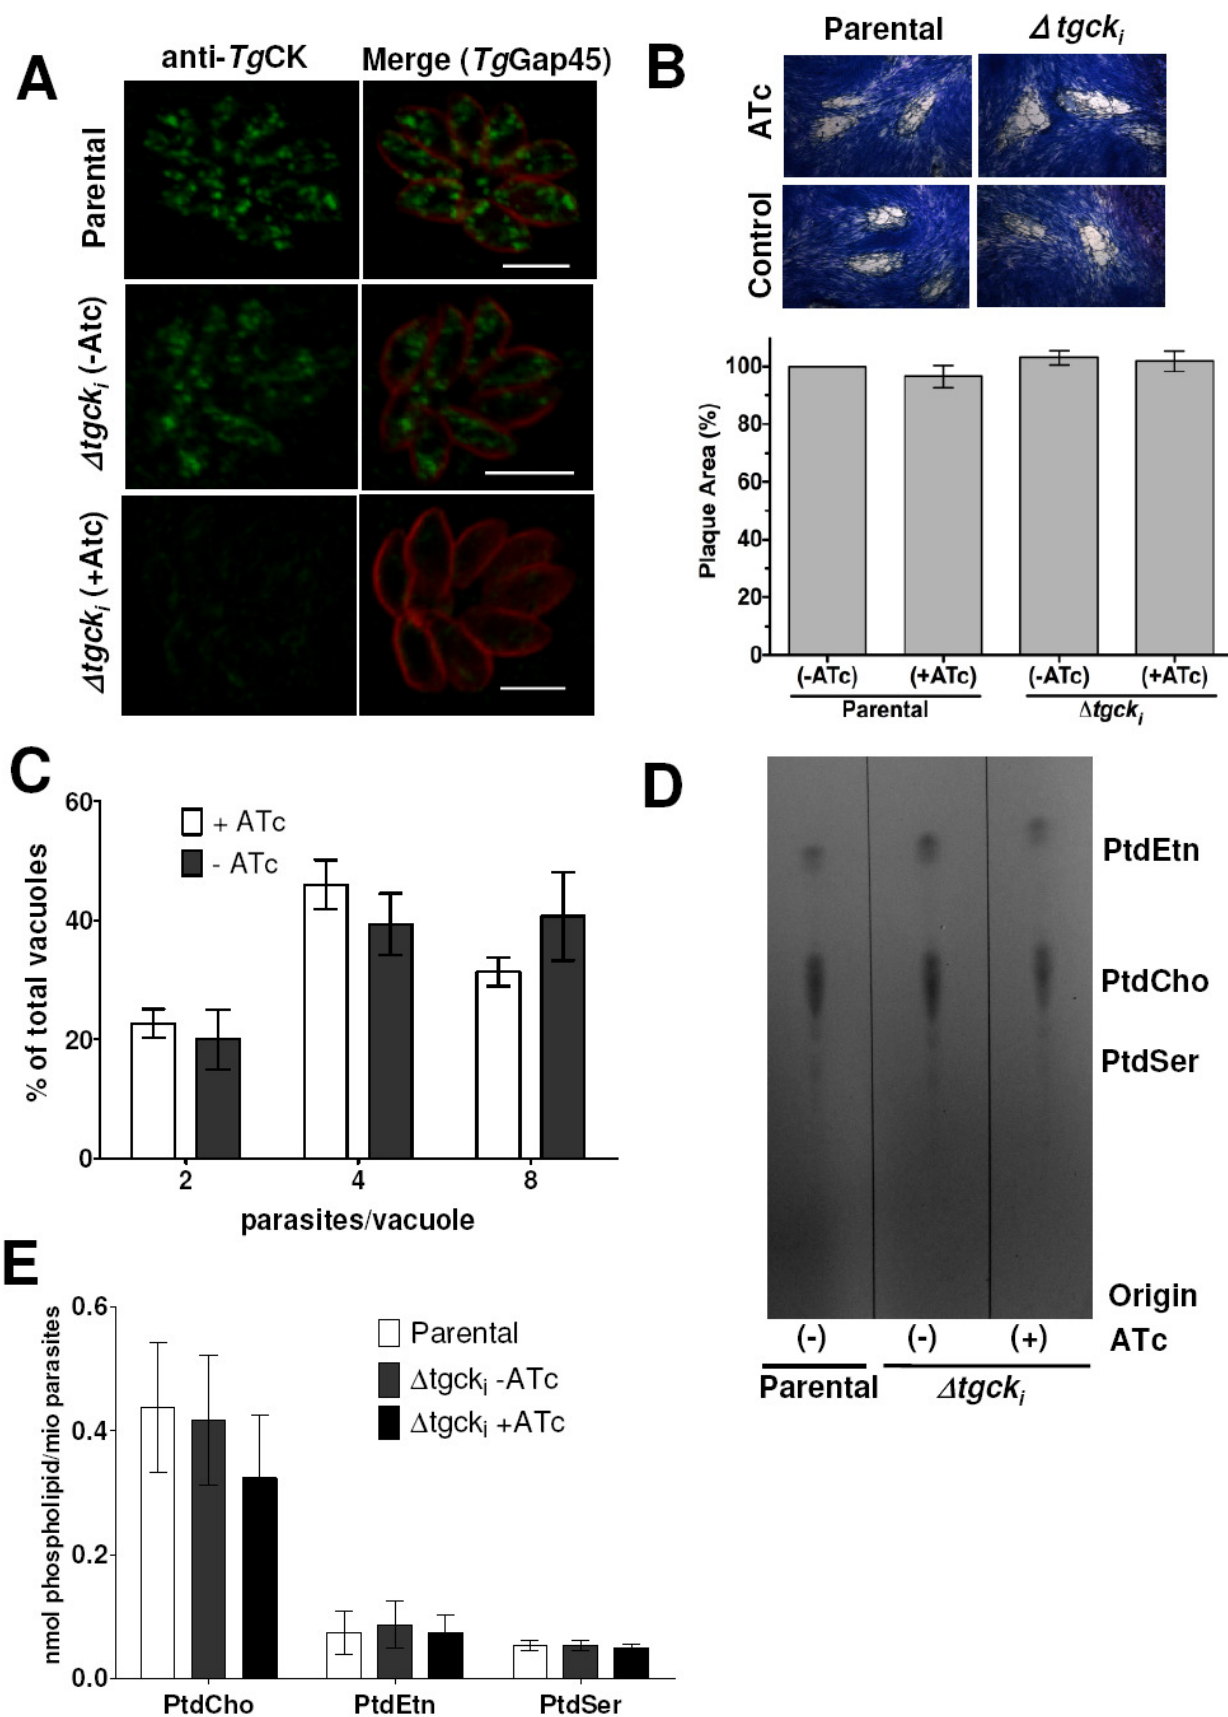 A
anti-TgCK
Merge (TgGap45)
Parental
Δtgcki (-Atc)
Δtgcki (+Atc)
B
Parental
Δtgcki
ATc
Control
Plaque Area (%)
100
80
60
40
20
0
(-ATc)
(+ATc)
(-ATc)
(+ATc)
Parental
Δtgcki
C
% of total vacuoles
60
40
20
0
+ ATc
- ATc
2
4
8
parasites/vacuole
D
PtdEtn
PtdCho
PtdSer
Origin
(-)
(-)
(+)
ATc
Parental
Δtgcki
E
nmol phospholipid/mio parasites
0.6
0.4
0.2
0.0
Parental
Δtgcki -ATc
Δtgcki +ATc
PtdCho
PtdEtn
PtdSer